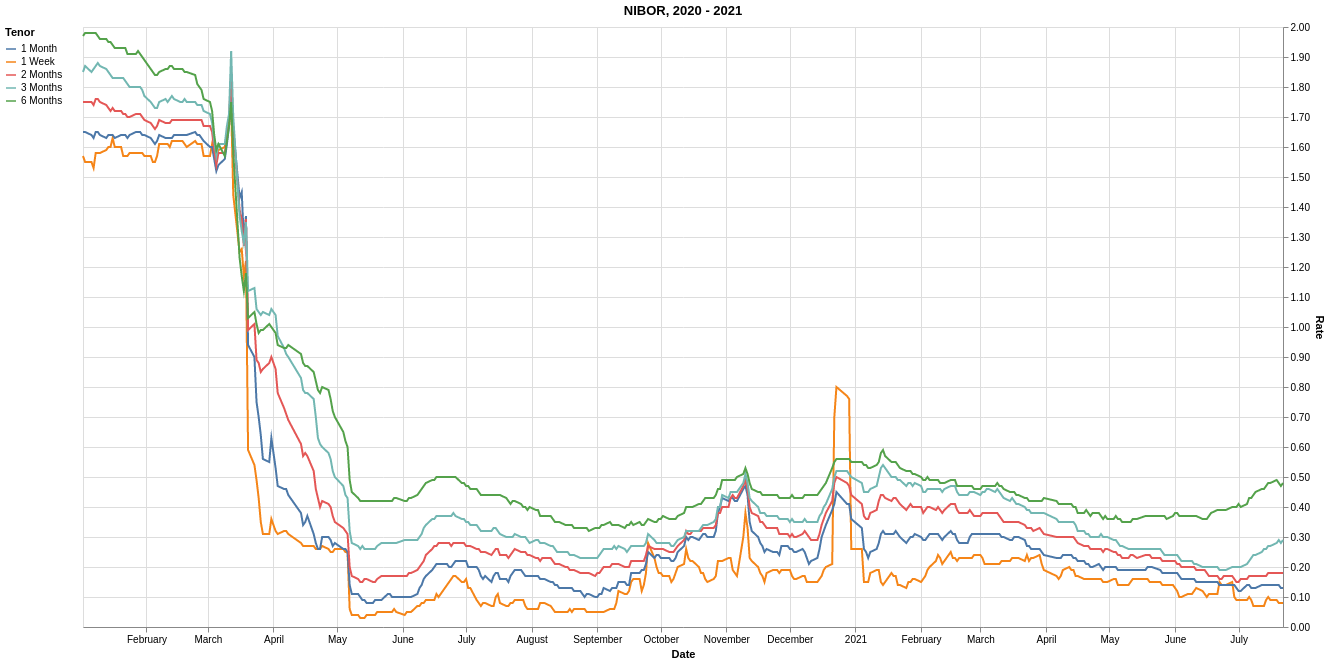 NIBOR, 2020 - 2021
Tenor
1 Month
1 Week
2 Months
3 Months
6 Months
2.00
1.90
1.80
1.70
1.60
1.50
1.40
1.30
1.20
1.10
1.00
0.90
0.80
0.70
0.60
0.50
0.40
0.30
0.20
0.10
0.00
Rate
February March April May June July August September October November December 2021 February March April May June July
Date